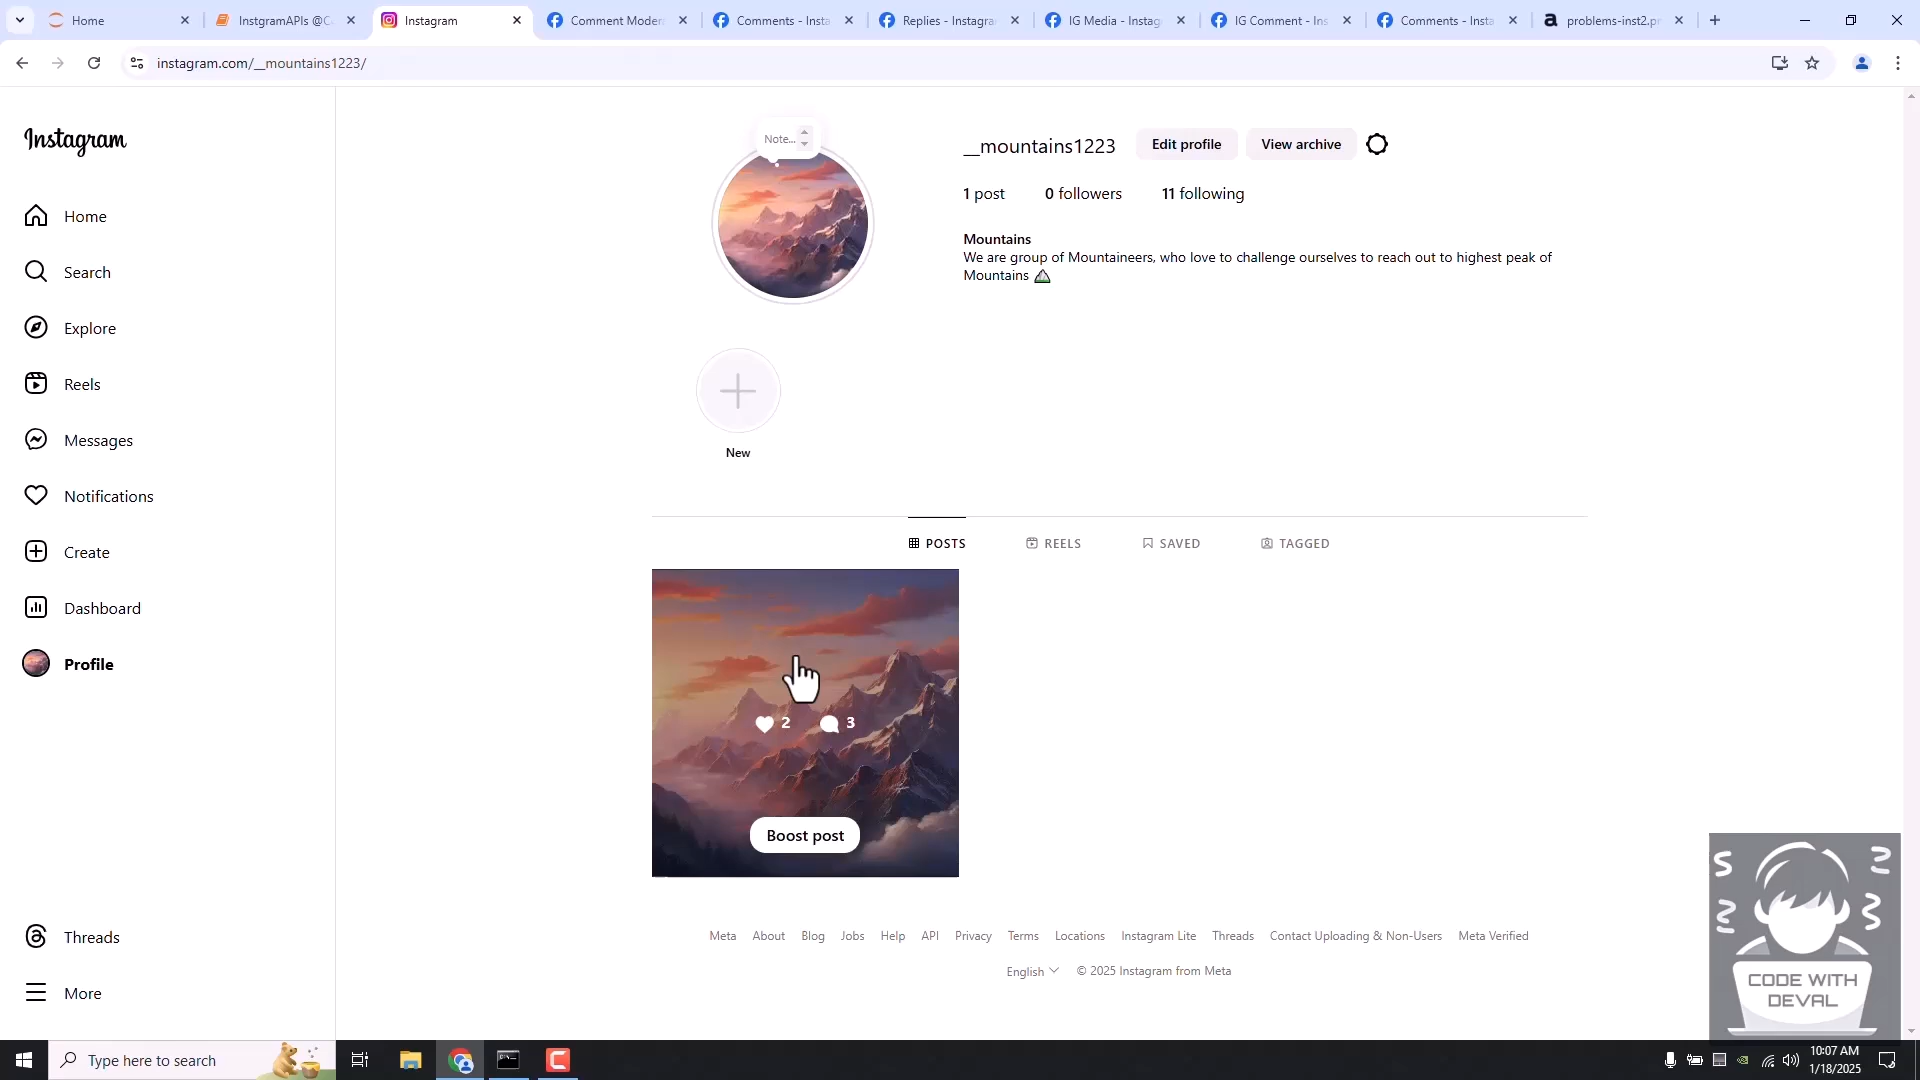 Home
InstgramAPIs @C
Instagram
Comment Moder
Comments - Insta
Replies - Instagra
IG Media - Instag
IG Comment - Ins
Comments - Insta
problems-inst2.p
instagram.com/__mountains1223/
Instagram
Home
Search
Explore
Reels
Messages
Notifications
Create
Dashboard
Profile
Threads
More
Note...
__mountains1223
Edit profile
View archive
1 post
0 followers
11 following
Mountains
We are group of Mountaineers, who love to challenge ourselves to reach out to highest peak of
Mountains
New
POSTS
REELS
SAVED
TAGGED
2
3
Boost post
Meta
About
Blog
Jobs
Help
API
Privacy
Terms
Locations
Instagram Lite
Threads
Contact Uploading & Non-Users
Meta Verified
English
© 2025 Instagram from Meta
CODE WITH
DEVAL
Type here to search
10:07 AM
1/18/2025